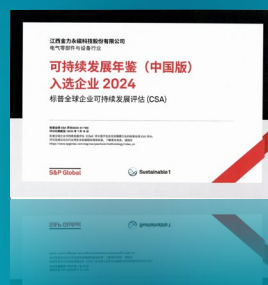 江西金力永磁科技股份有限公司
电气零部件与设备行业
可持续发展年鉴（中国版）
入选企业 2024
标普全球企业可持续发展评估 (CSA)
S&P Global
Sustainable1